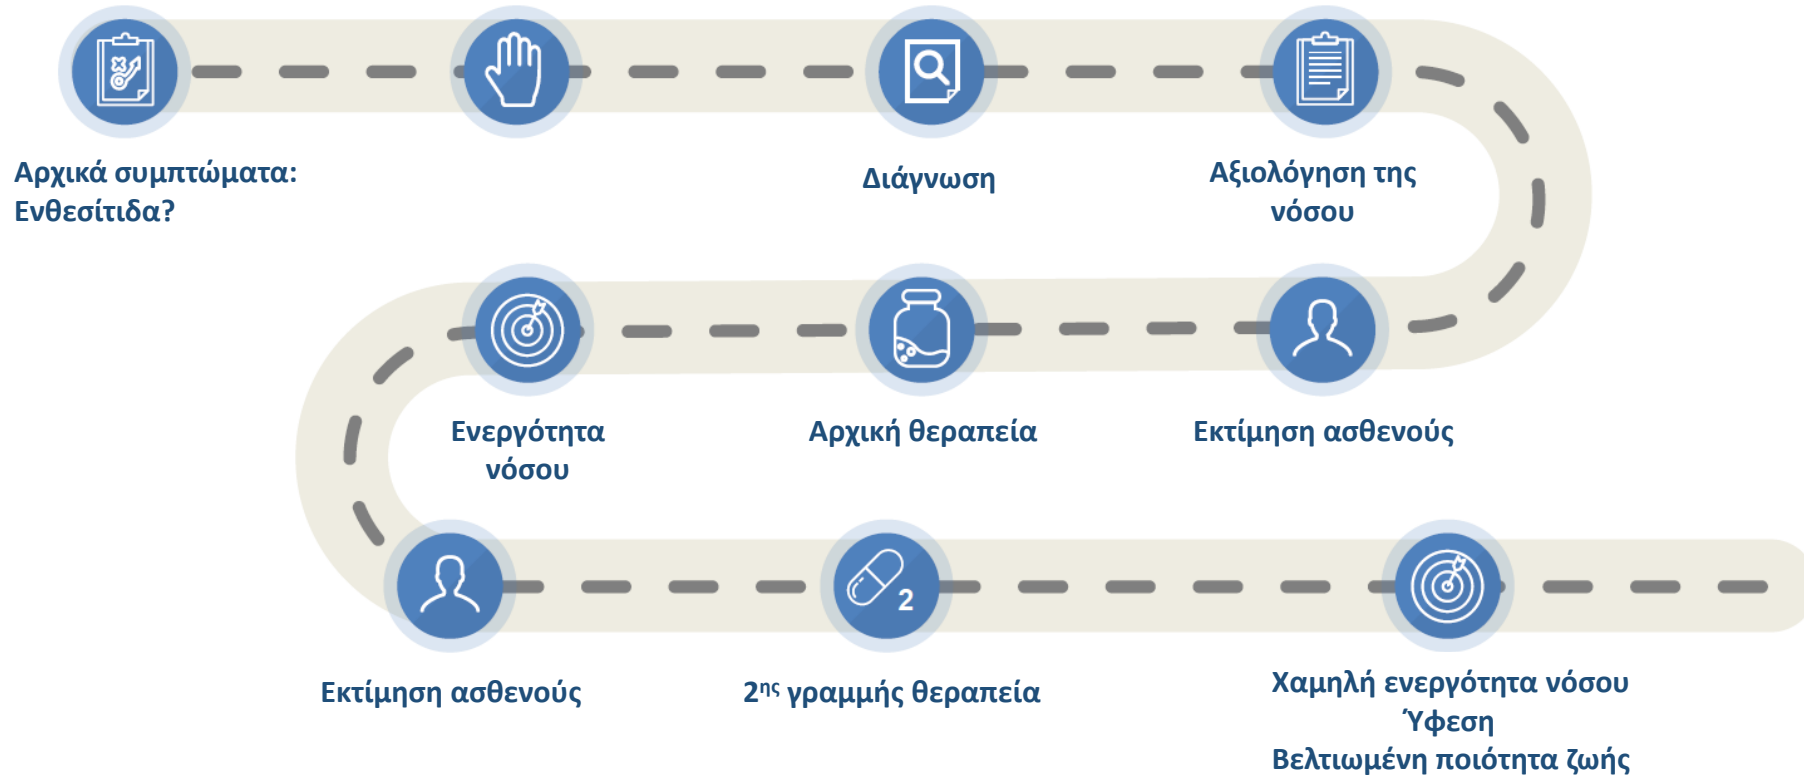 Αρχικά συμπτώματα:
Ενθεσίτιδα?
Διάγνωση
Αξιολόγηση της
νόσου
Εκτίμηση ασθενούς
Αρχική θεραπεία
Ενεργότητα
νόσου
Εκτίμηση ασθενούς
2
2ης γραμμής θεραπεία
Χαμηλή ενεργότητα νόσου
Ύφεση
Βελτιωμένη ποιότητα ζωής